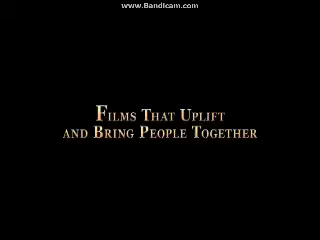 www.BandIcam.com
FILMS THAT UPLIFT
AND BRING PEOPLE TOGETHER